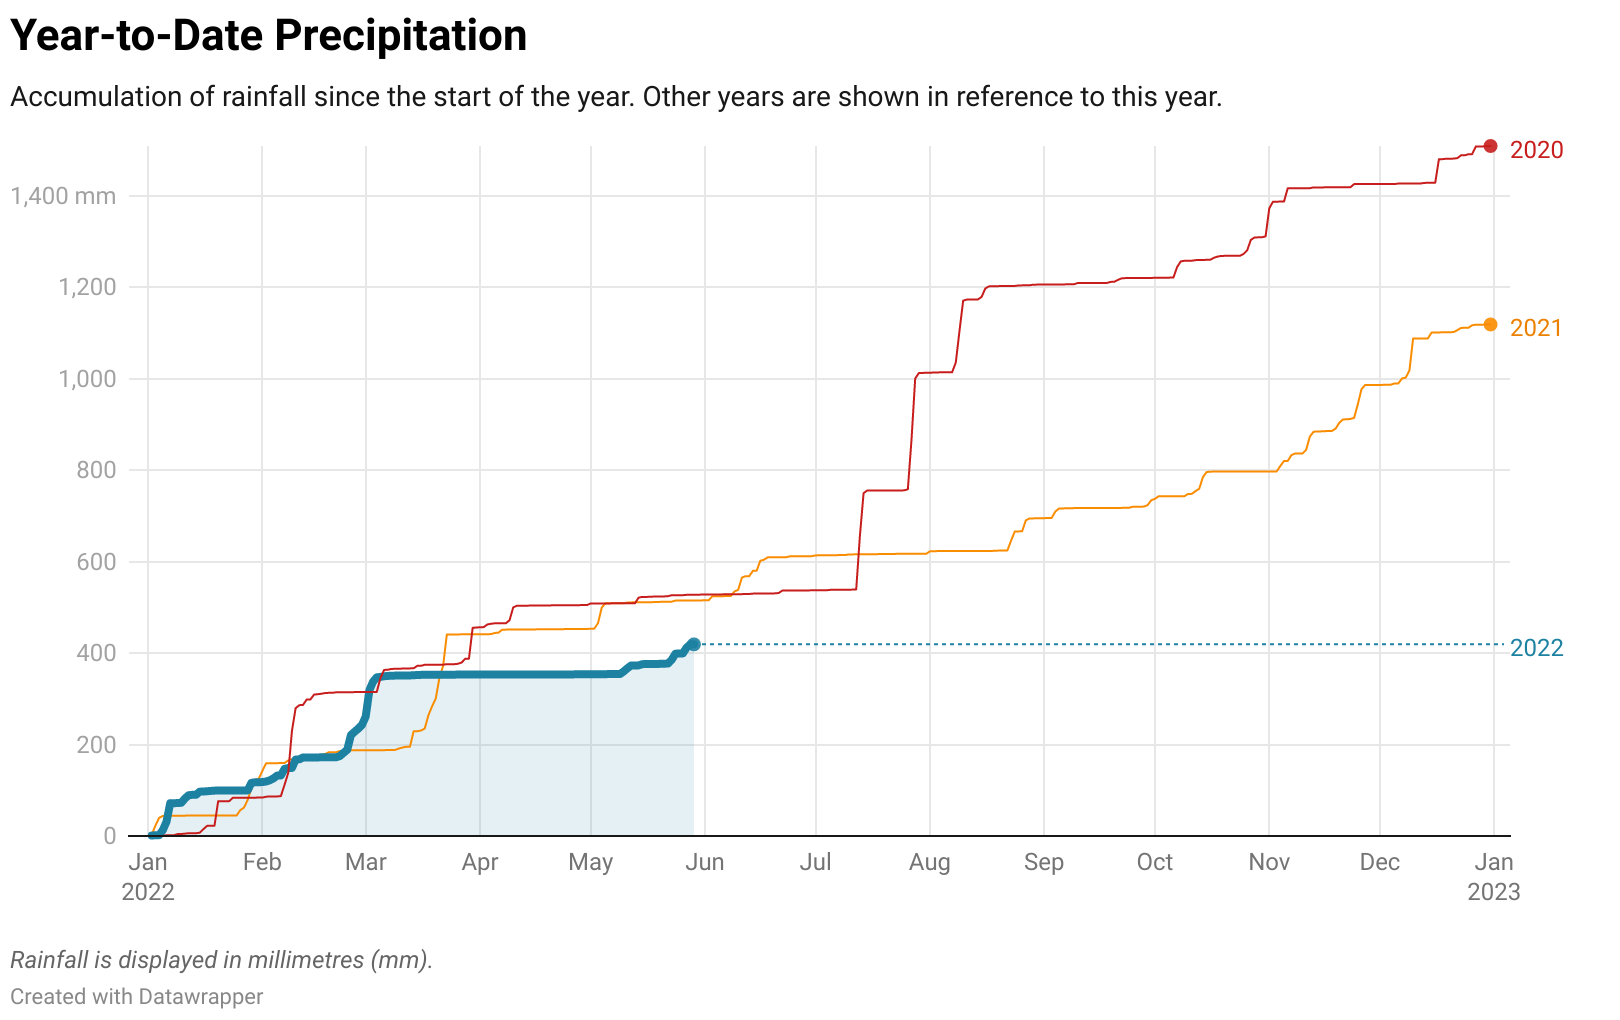 Year-to-Date Precipitation
Accumulation of rainfall since the start of the year. Other years are shown in reference to this year.
2020
1,400 mm
1,200
2021
1,000
800
600
400
2022
200
0
Jan Feb Mar Apr May Jun Jul Aug Sep Oct Nov Dec Jan
2022 2023
Rainfall is displayed in millimetres (mm).
Created with Datawrapper